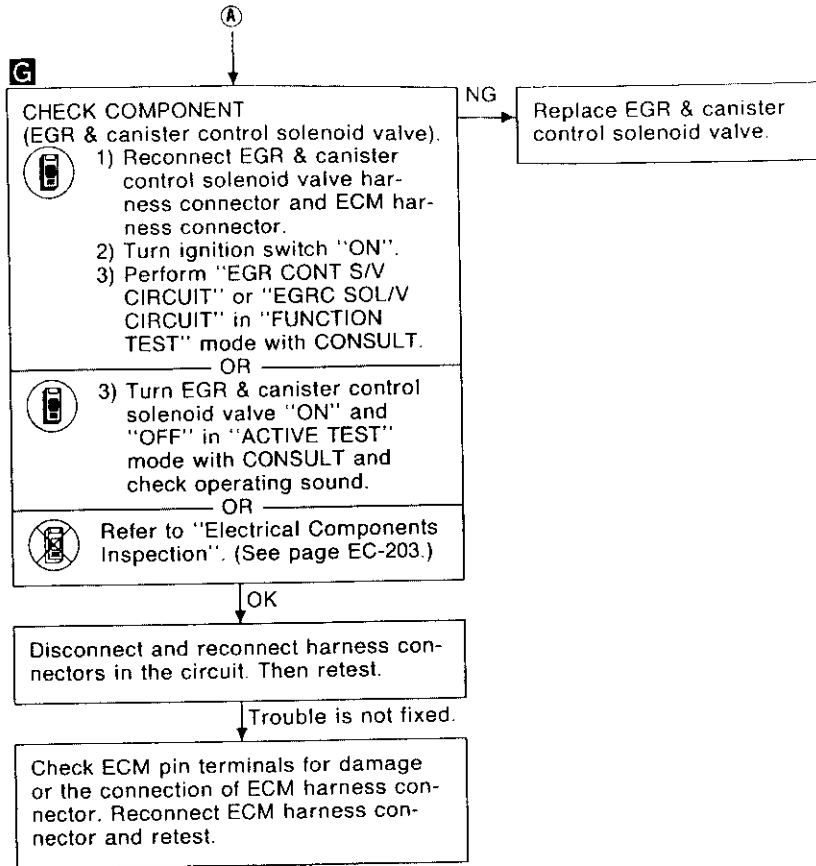 A
G
CHECK COMPONENT
(EGR & canister control solenoid valve).
1) Reconnect EGR & canister
control solenoid valve har-
ness connector and ECM har-
ness connector.
2) Turn ignition switch "ON".
3) Perform "EGR CONT S/V
CIRCUIT" or "EGRC SOL/V
CIRCUIT" in "FUNCTION
TEST" mode with CONSULT.
OR
3) Turn EGR & canister control
solenoid valve "ON" and
"OFF" in "ACTIVE TEST"
mode with CONSULT and
check operating sound.
OR
Refer to "Electrical Components
Inspection". (See page EC-203.)
NG
Replace EGR & canister
control solenoid valve.
OK
Disconnect and reconnect harness con-
nectors in the circuit. Then retest.
Trouble is not fixed.
Check ECM pin terminals for damage
or the connection of ECM harness con-
nector. Reconnect ECM harness con-
nector and retest.